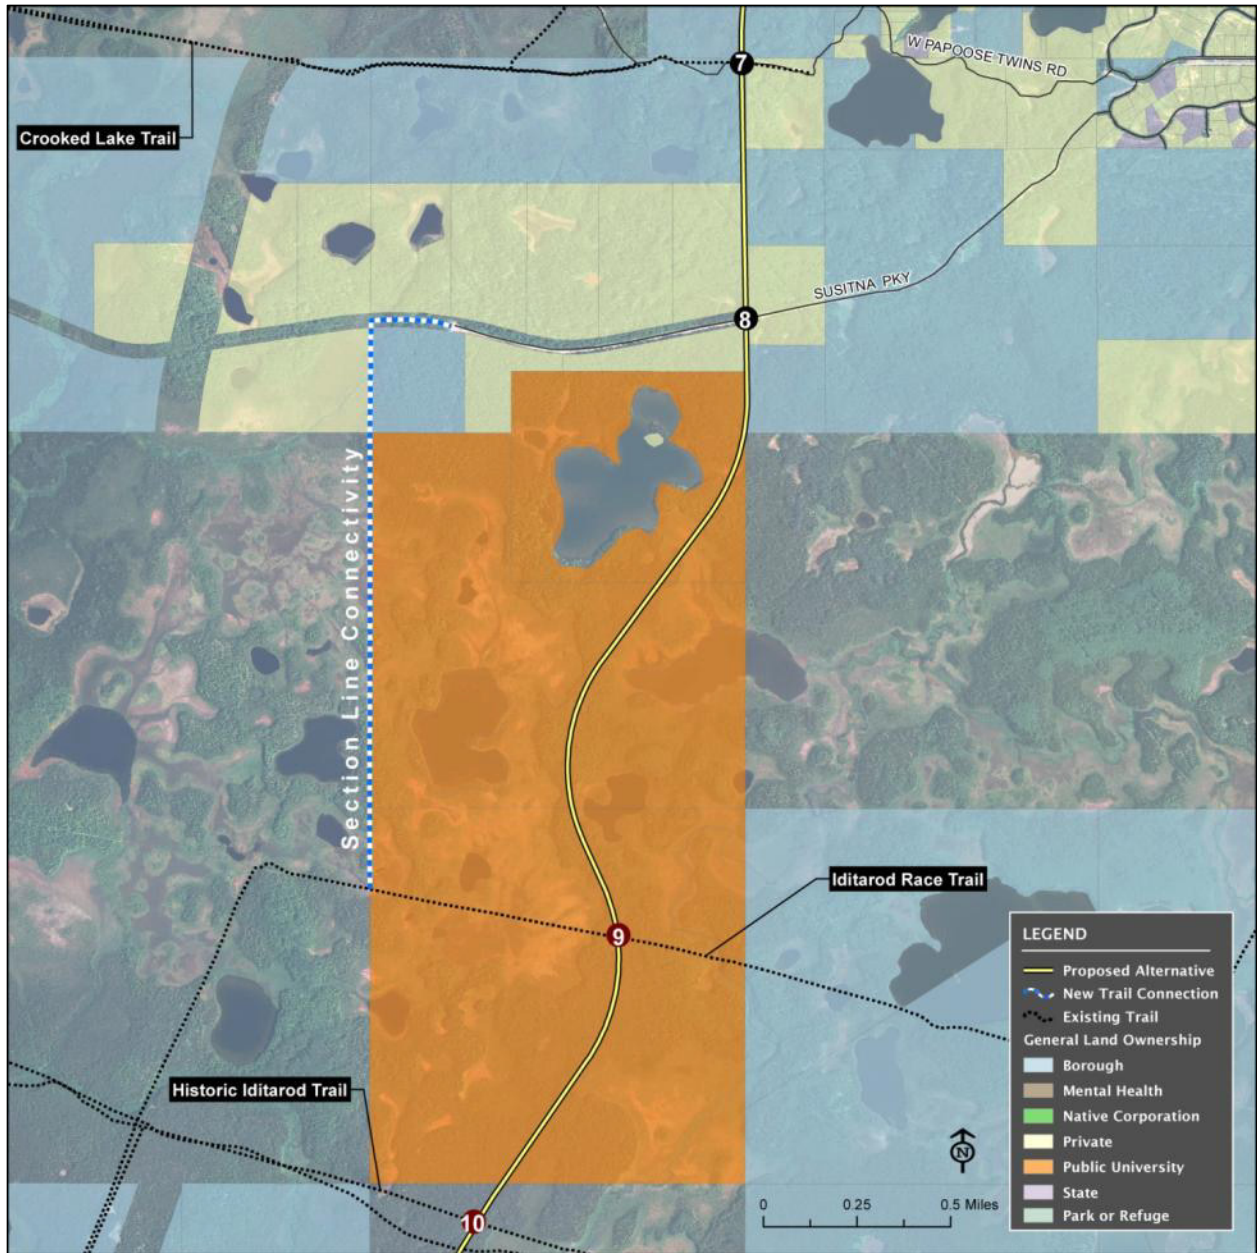 7
W PAPOOSE TWINS RD
Crooked Lake Trail
SUSITNA PKY
8
Section Line Connectivity
Iditarod Race Trail
9
Historic Iditarod Trail
10
LEGEND
Proposed Alternative
New Trail Connection
Existing Trail
General Land Ownership
Borough
Mental Health
Native Corporation
Private
Public University
State
Park or Refuge
N
0 0.25 0.5 Miles